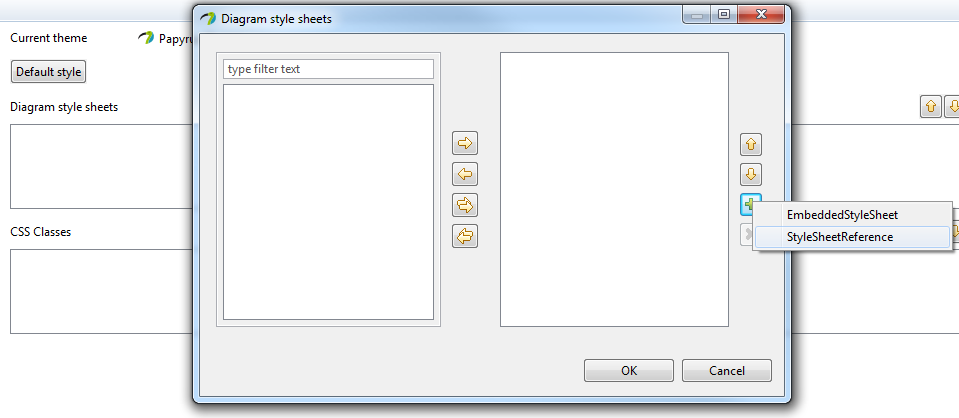 Diagram style sheets
Current theme
Default style
Diagram style sheets
CSS Classes
type filter text
EmbeddedStyleSheet
StyleSheetReference
OK
Cancel